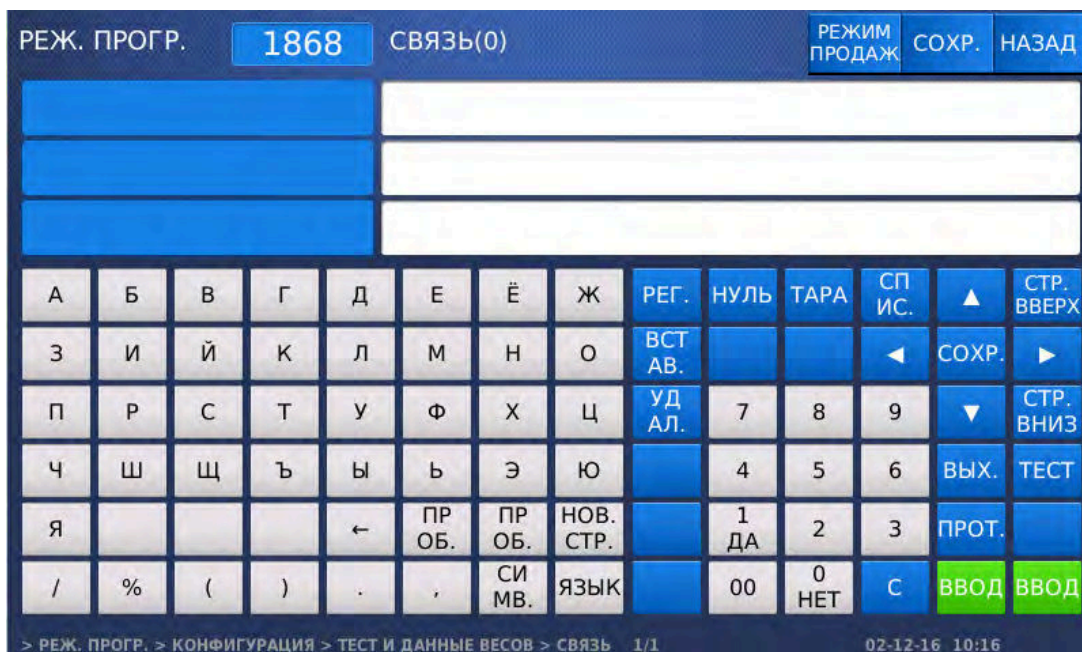 РЕЖ. ПРОГР. 1868 СВЯЗЬ(0) РЕЖИМ ПРОДАЖ СОХР. НАЗАД
А Б В Г Д Е Ё Ж РЕГ. НУЛЬ ТАРА СП ИС. ▲ СТР. ВВЕРХ
З И Й К Л М Н О ВСТ АВ. ◀ СОХР. ▶
П Р С Т У Ф Х Ц УД АЛ. 7 8 9 ▼ СТР. ВНИЗ
Ч Ш Щ Ъ Ы Ь Э Ю 4 5 6 ВЫХ. ТЕСТ
Я ← ПР ОБ. ПР ОБ. НОВ. СТР. 1 ДА 2 3 ПРОТ.
/ % ( ) . , СИ МВ. ЯЗЫК 00 0 НЕТ С ВВОД ВВОД
> РЕЖ. ПРОГР. > КОНФИГУРАЦИЯ > ТЕСТ И ДАННЫЕ ВЕСОВ > СВЯЗЬ 1/1 02-12-16 10:16